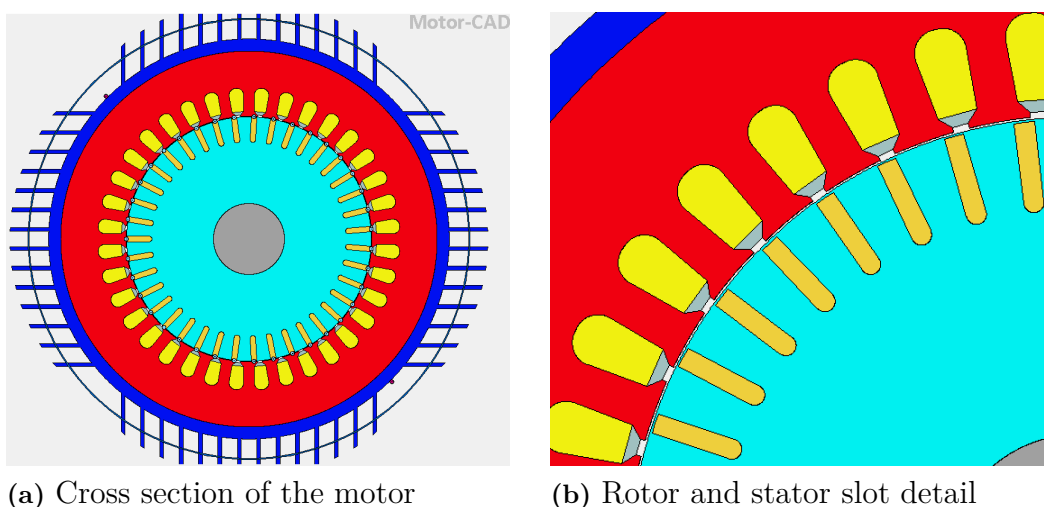 Motor-CAD
(a) Cross section of the motor
(b) Rotor and stator slot detail